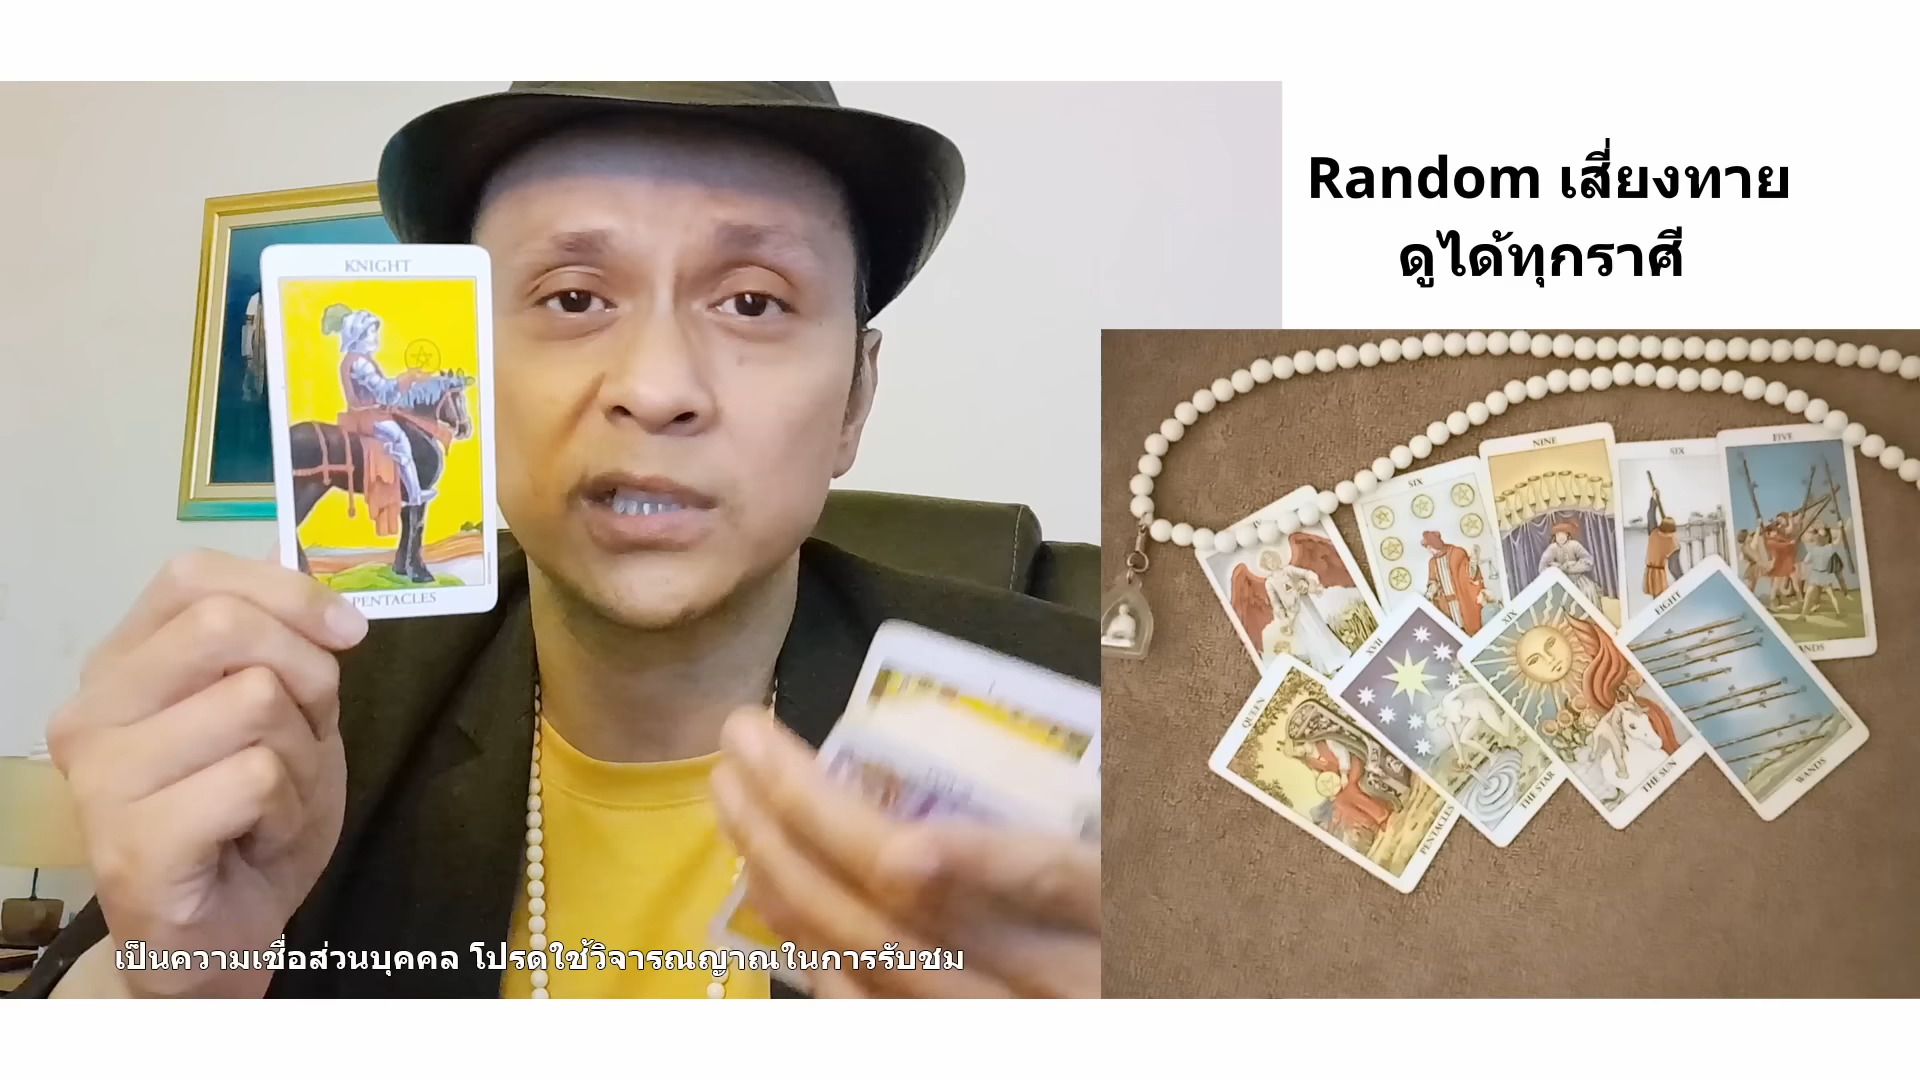 Random เสี่ยงทาย
ดูได้ทุกราศี
KNIGHT
PENTACLES
NINE
SIX
FIVE
SIX
EIGHT
XIX
XVII
QUEEN
WANDS
THE SUN
THE STAR
PENTACLES
เป็นความเชื่อส่วนบุคคล โปรดใช้วิจารณญาณในการรับชม